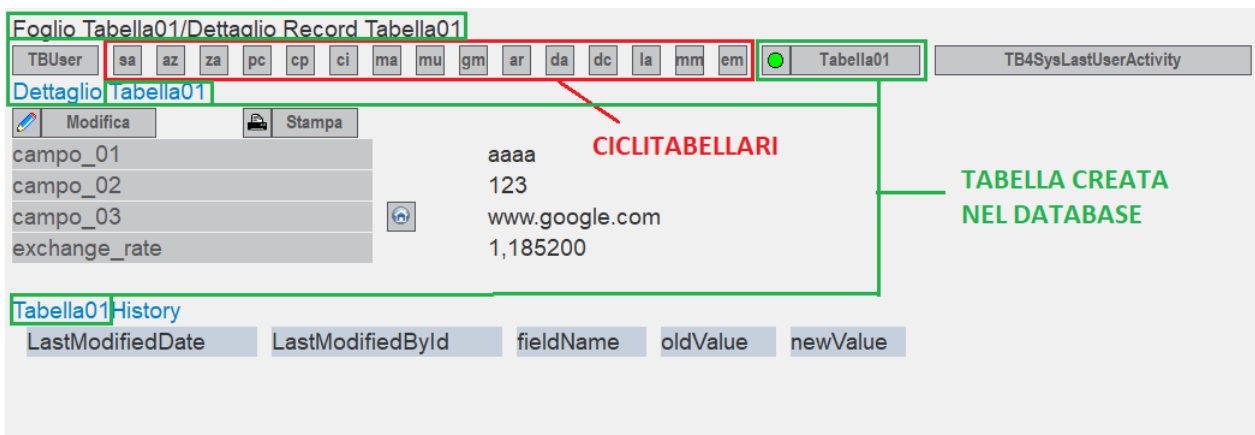 Foglio Tabella01/Dettaglio Record Tabella01
TBUser sa az za pc cp ci ma mu gm ar da dc la mm em Tabella01 TB4SysLastUserActivity
Dettaglio Tabella01
Modifica Stampa
CICLITABELLARI
campo_01 aaaa
campo_02 123
campo_03 www.google.com
exchange_rate 1,185200
TABELLA CREATA
NEL DATABASE
Tabella01History
LastModifiedDate LastModifiedById fieldName oldValue newValue